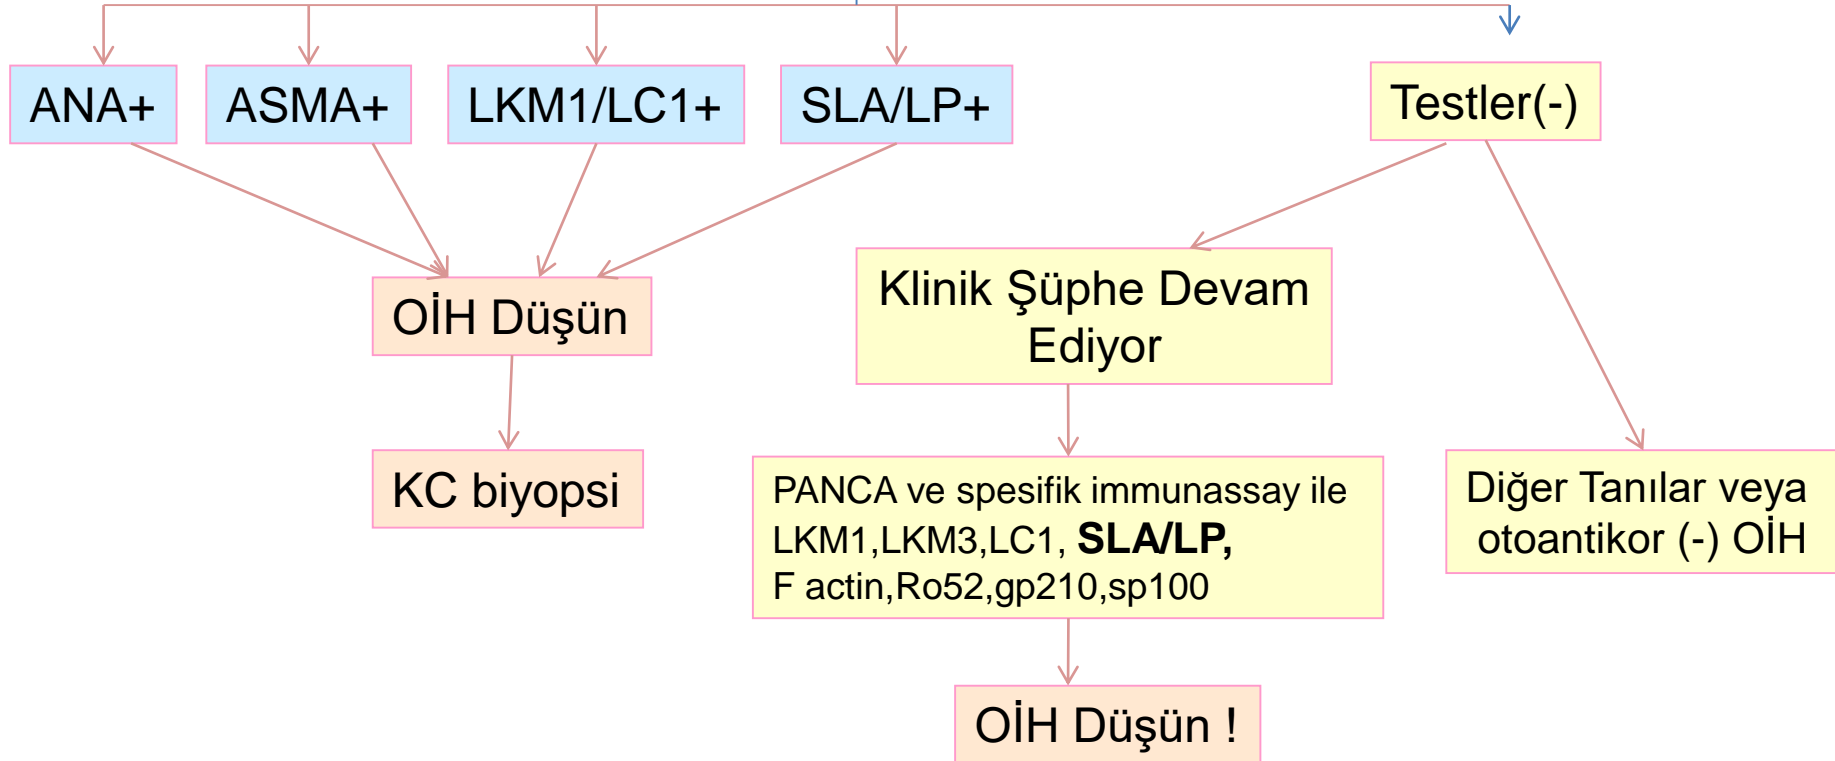 ANA+
ASMA+
LKM1/LC1+
SLA/LP+
Testler(-)
OİH Düşün
Klinik Şüphe Devam
Ediyor
KC biyopsi
PANCA ve spesifik immunassay ile
LKM1,LKM3,LC1, SLA/LP,
F actin,Ro52,gp210,sp100
Diğer Tanılar veya
otoantikor (-) OİH
OİH Düşün !